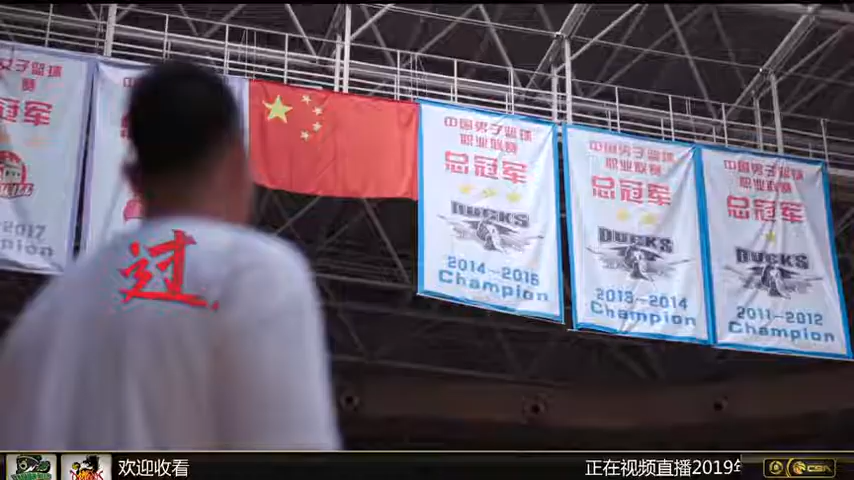 冠军
2017
过
中国男子篮球
职业联赛
总冠军
DUCKS
2014-2015
Champion
中国男子篮球
职业联赛
总冠军
DUCKS
2013-2014
Champion
中国男子篮球
职业联赛
总冠军
DUCKS
2011-2012
Champion
欢迎收看
正在视频直播2019年
CBA